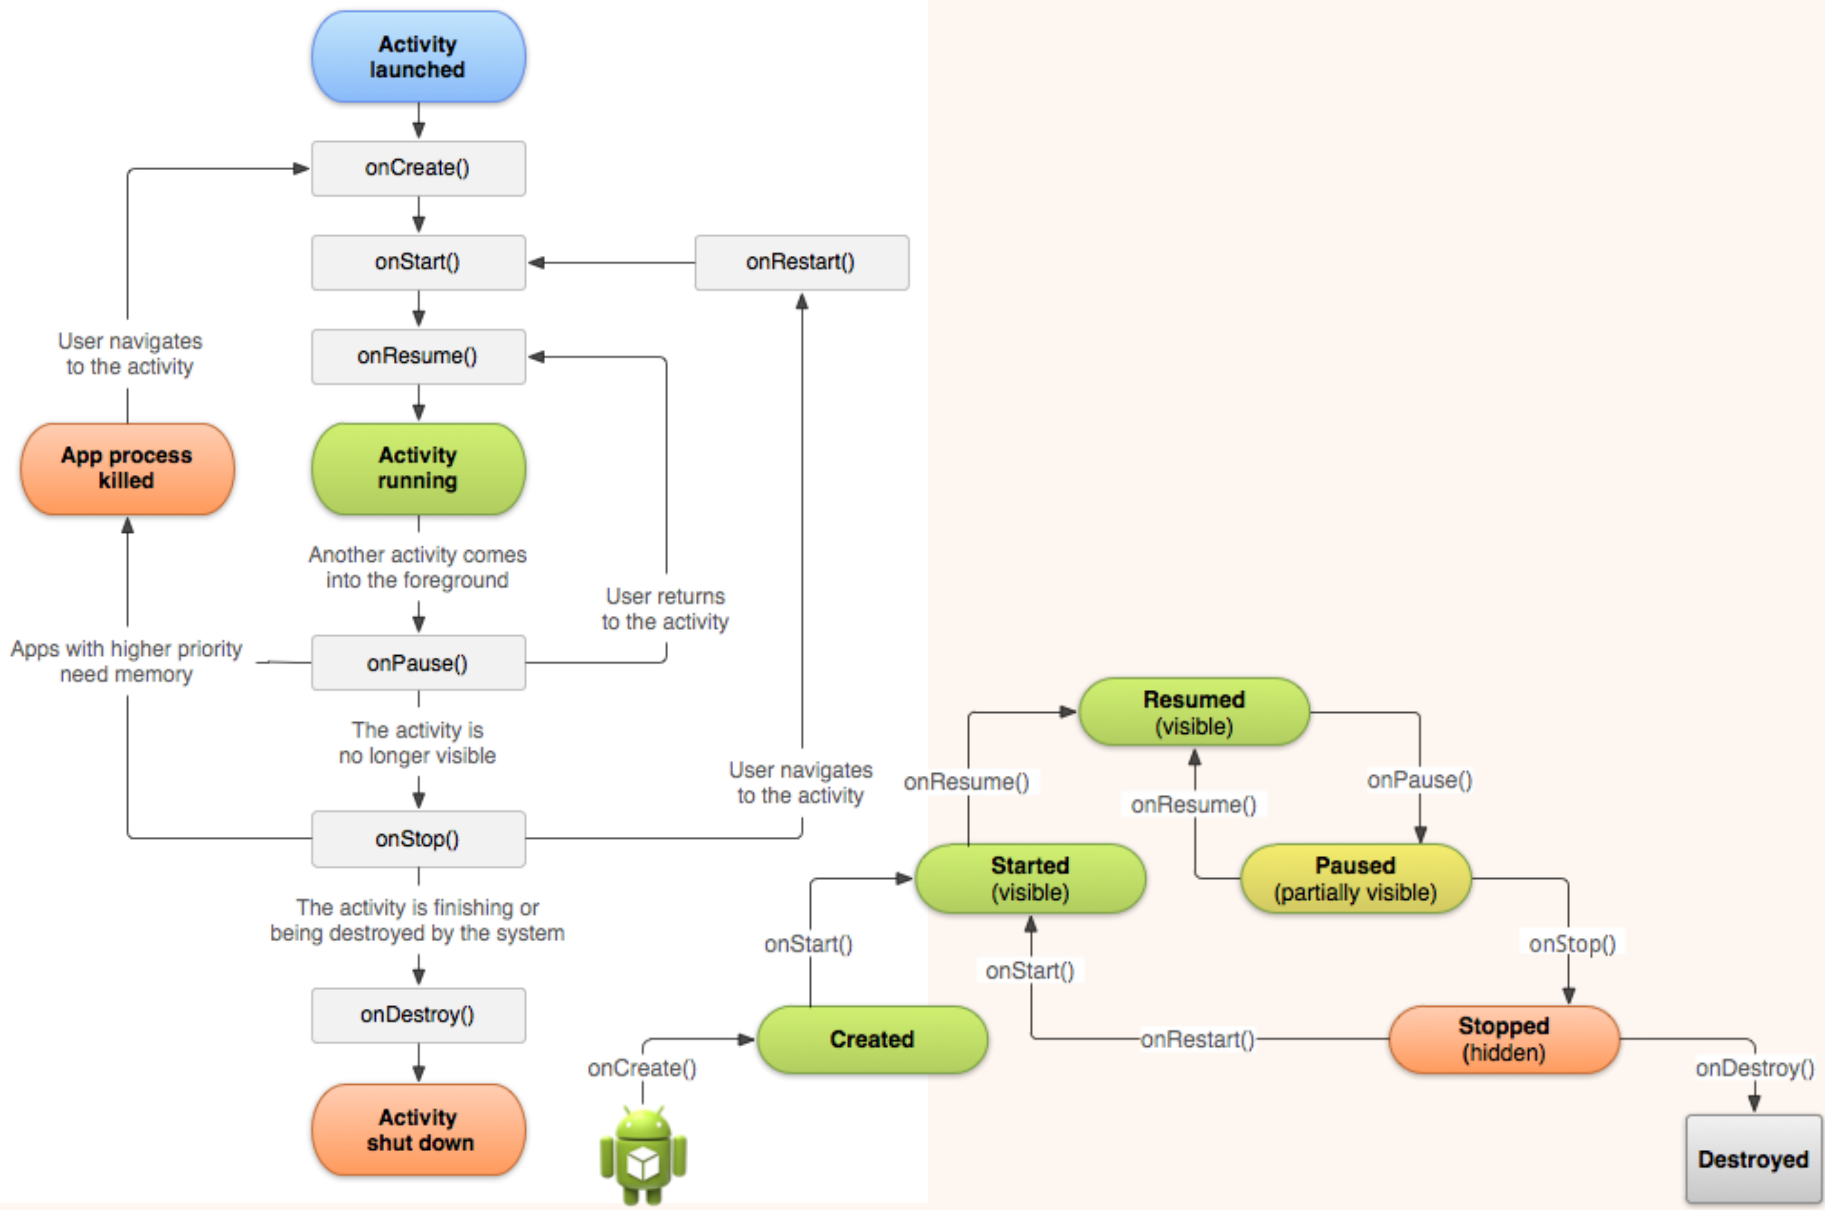 Activity
launched
onCreate()
onStart()
onRestart()
onResume()
User navigates
to the activity
App process
killed
Activity
running
Another activity comes
into the foreground
User returns
to the activity
Apps with higher priority
need memory
onPause()
The activity is
no longer visible
User navigates
to the activity
onStop()
The activity is finishing or
being destroyed by the system
onDestroy()
Activity
shut down
Resumed
(visible)
onResume()
onResume()
onPause()
Started
(visible)
Paused
(partially visible)
onStart()
onStart()
onStop()
Created
onRestart()
Stopped
(hidden)
onCreate()
onDestroy()
Destroyed